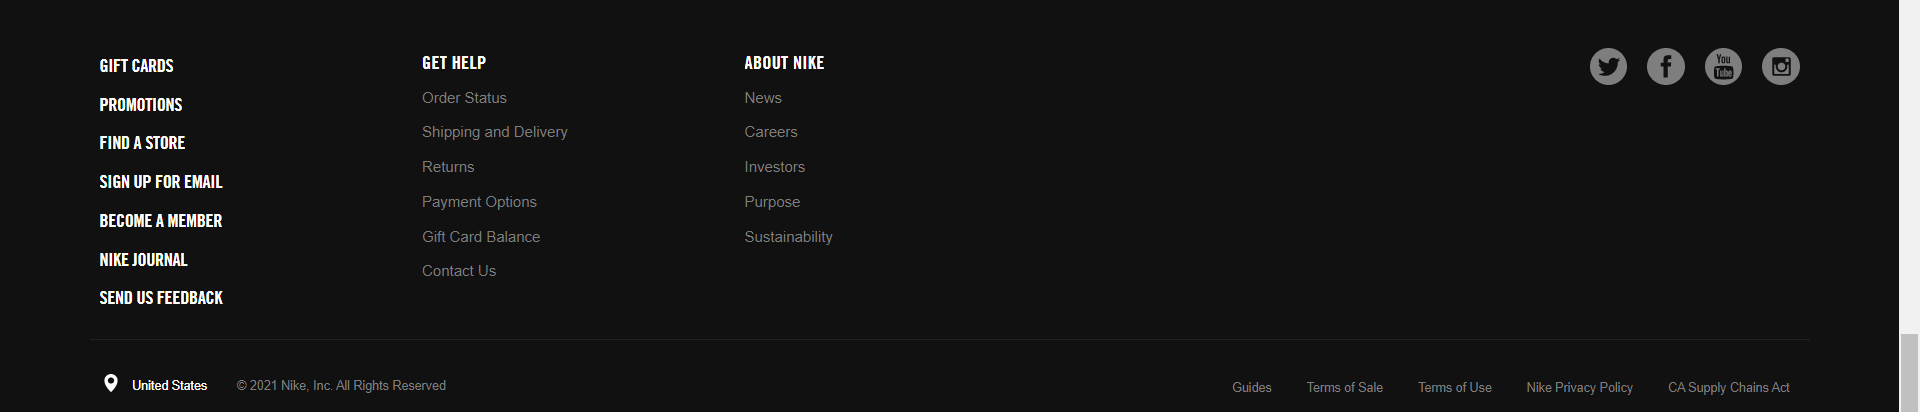 GIFT CARDS
PROMOTIONS
FIND A STORE
SIGN UP FOR EMAIL
BECOME A MEMBER
NIKE JOURNAL
SEND US FEEDBACK
GET HELP
Order Status
Shipping and Delivery
Returns
Payment Options
Gift Card Balance
Contact Us
ABOUT NIKE
News
Careers
Investors
Purpose
Sustainability
You
Tube
United States
© 2021 Nike, Inc. All Rights Reserved
Guides
Terms of Sale
Terms of Use
Nike Privacy Policy
CA Supply Chains Act